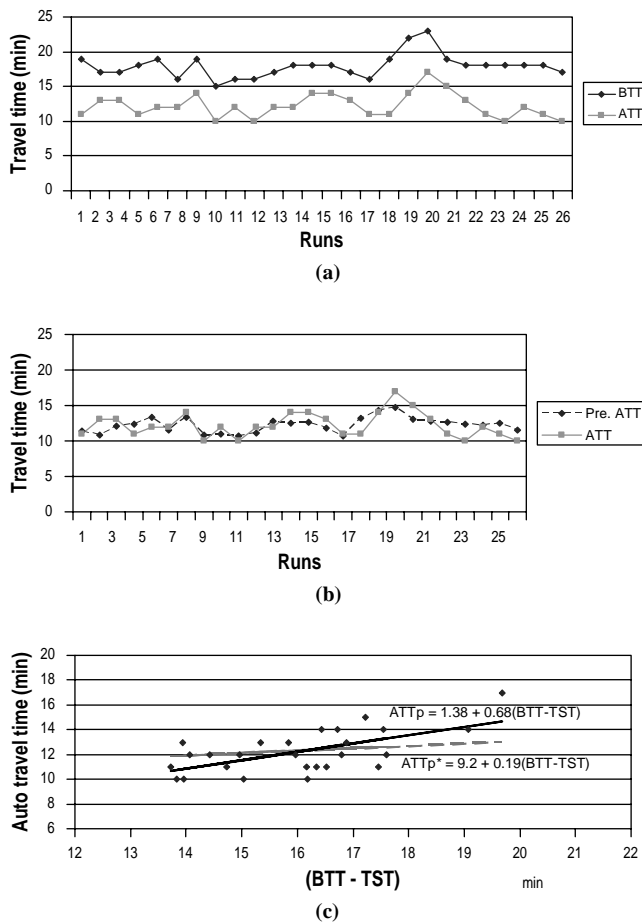 25
20
15
10
5
0
Travel time (min)
1 2 3 4 5 6 7 8 9 10 11 12 13 14 15 16 17 18 19 20 21 22 23 24 25 26
Runs
BTT
ATT
(a)
25
20
15
10
5
0
Travel time (min)
1 3 5 7 9 11 13 15 17 19 21 23 25
Runs
Pre. ATT
ATT
(b)
20
18
16
14
12
10
8
6
Auto travel time (min)
ATTp = 1.38 + 0.68(BTT-TST)
ATTp* = 9.2 + 0.19(BTT-TST)
12 13 14 15 16 17 18 19 20 21 22
(BTT - TST) min
(c)